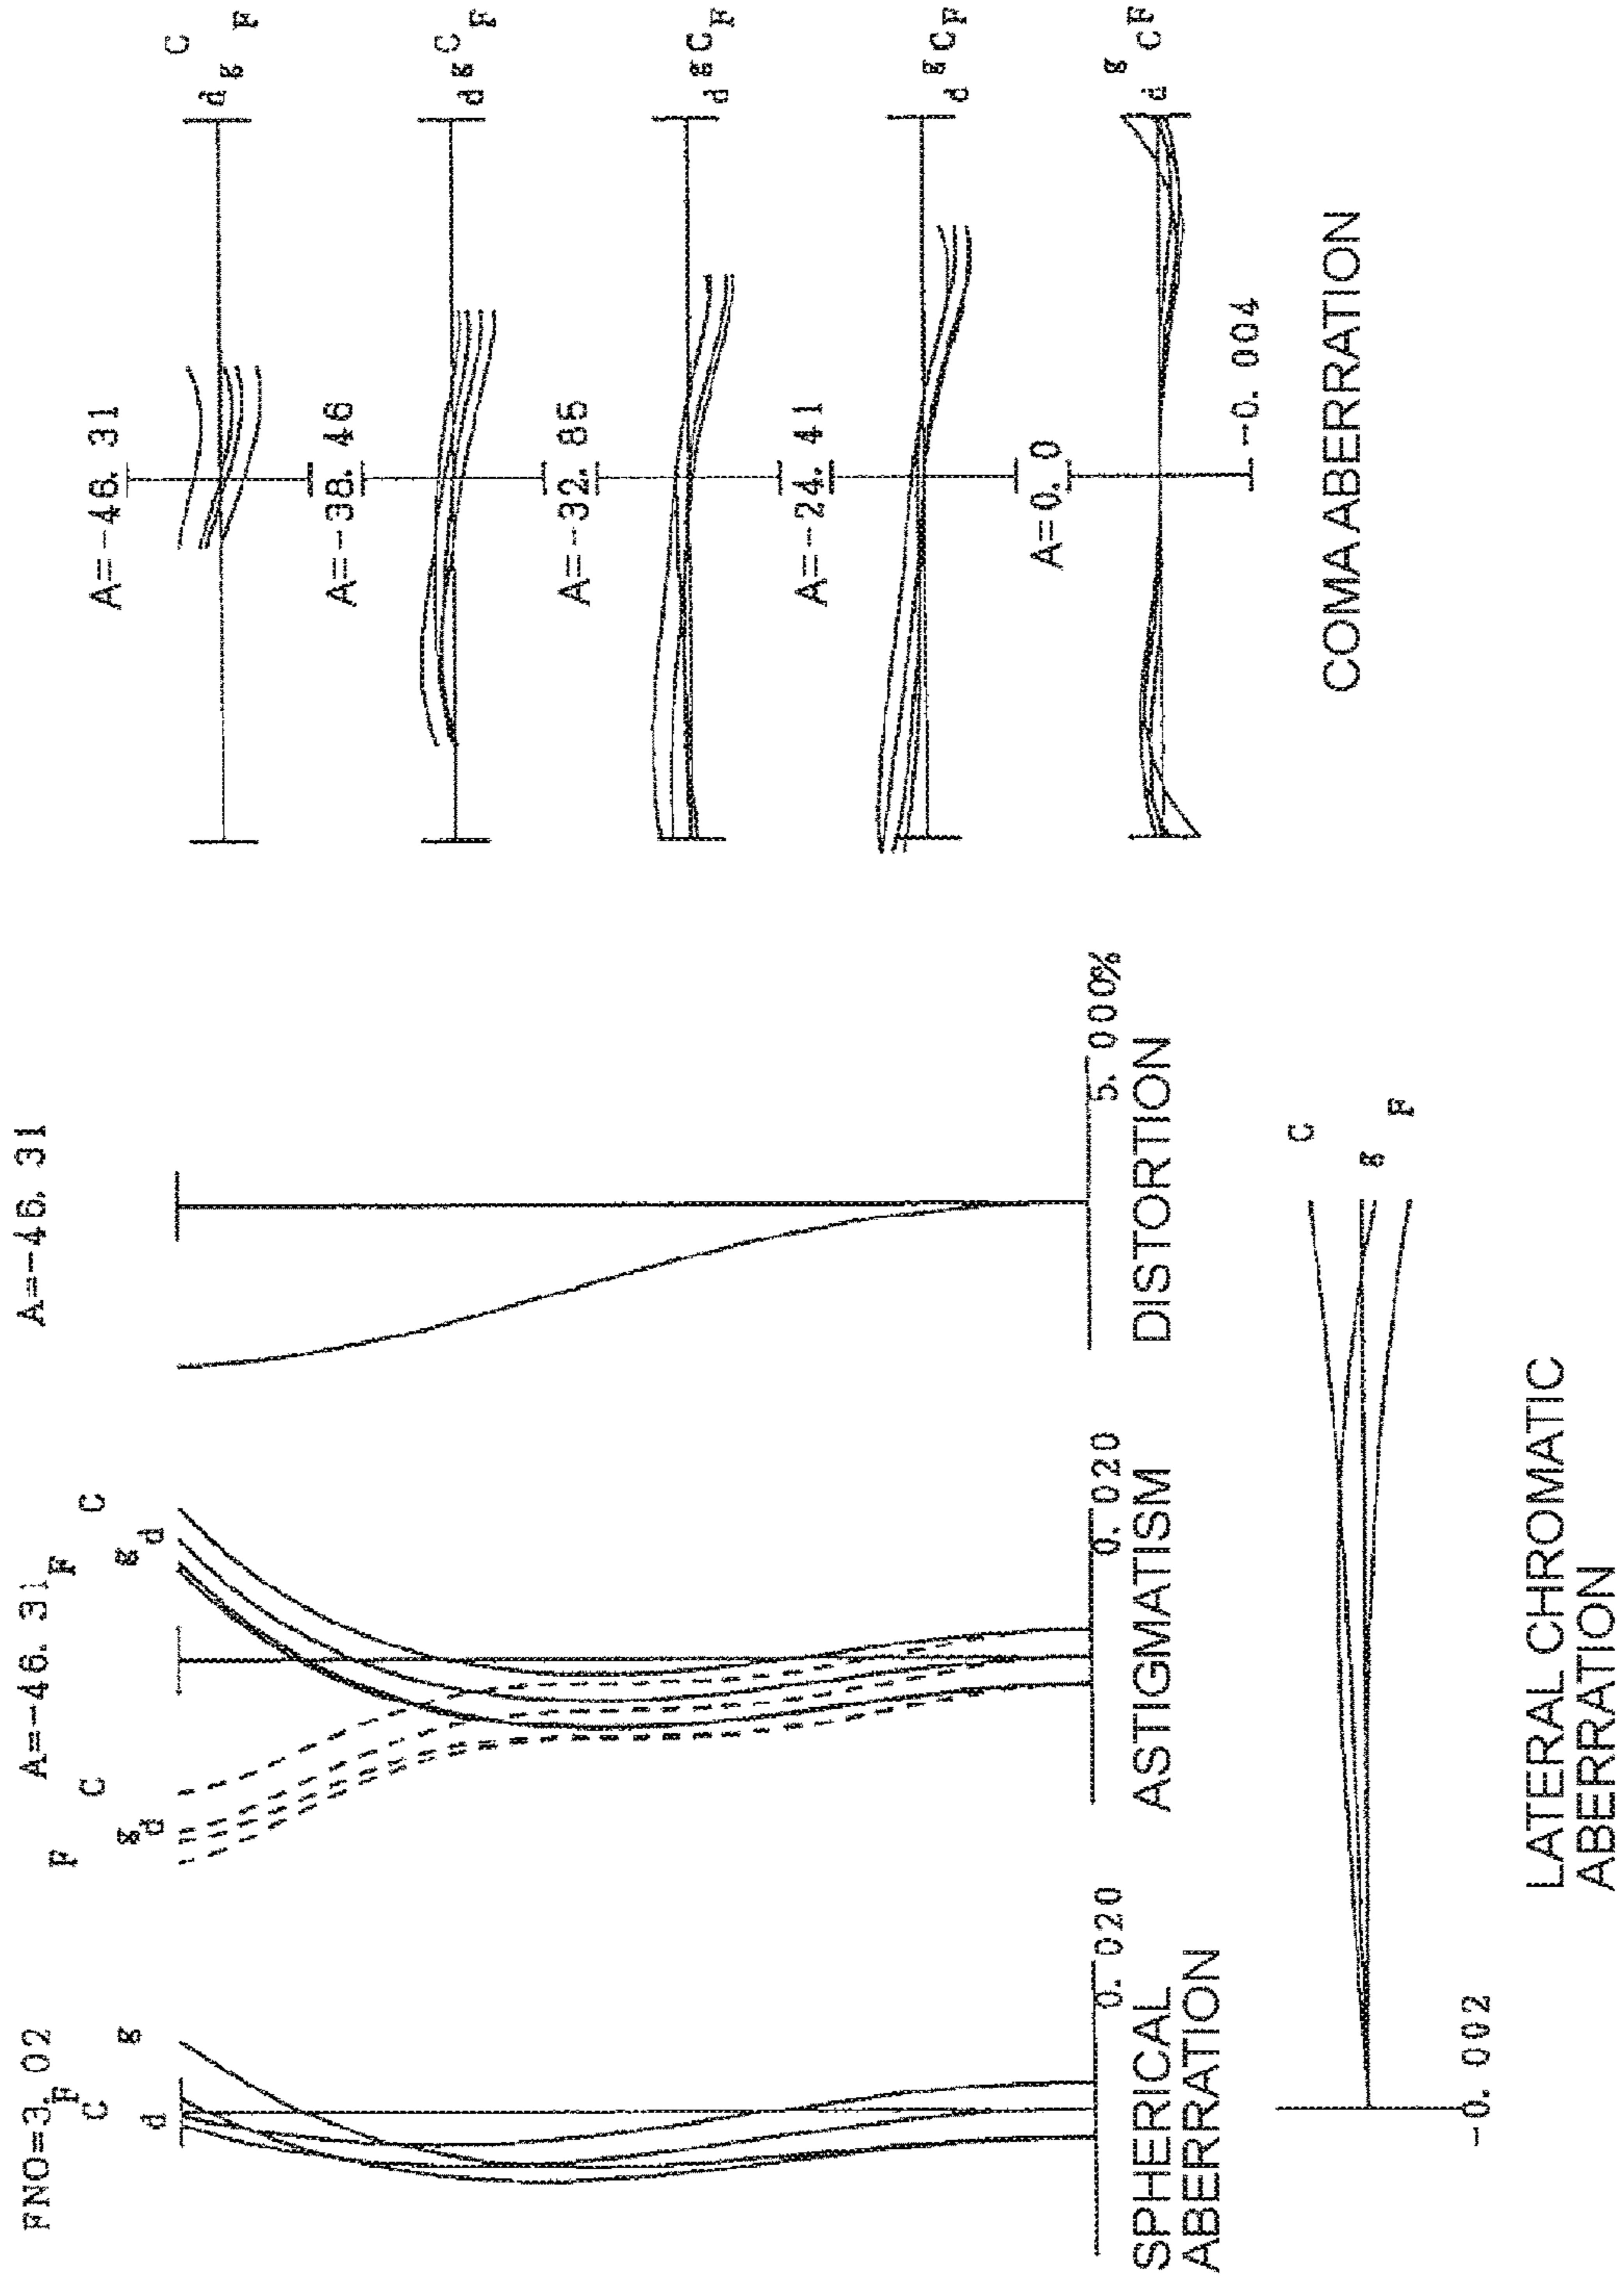 FNO=3. 02
F
C
g
d
0. 020
SPHERICAL
ABERRATION
A=-46. 31
F
C
g
d
F
C
g
d
0. 020
ASTIGMATISM
A=-46. 31
5. 000%
DISTORTION
C
g
F
-0. 002
LATERAL CHROMATIC
ABERRATION
A=-46. 31
C
d g F
A=-38. 46
d g C F
A=-32. 85
d g C F
A=-24. 41
d g C F
A=0. 0
d g C F
-0. 004
COMA ABERRATION